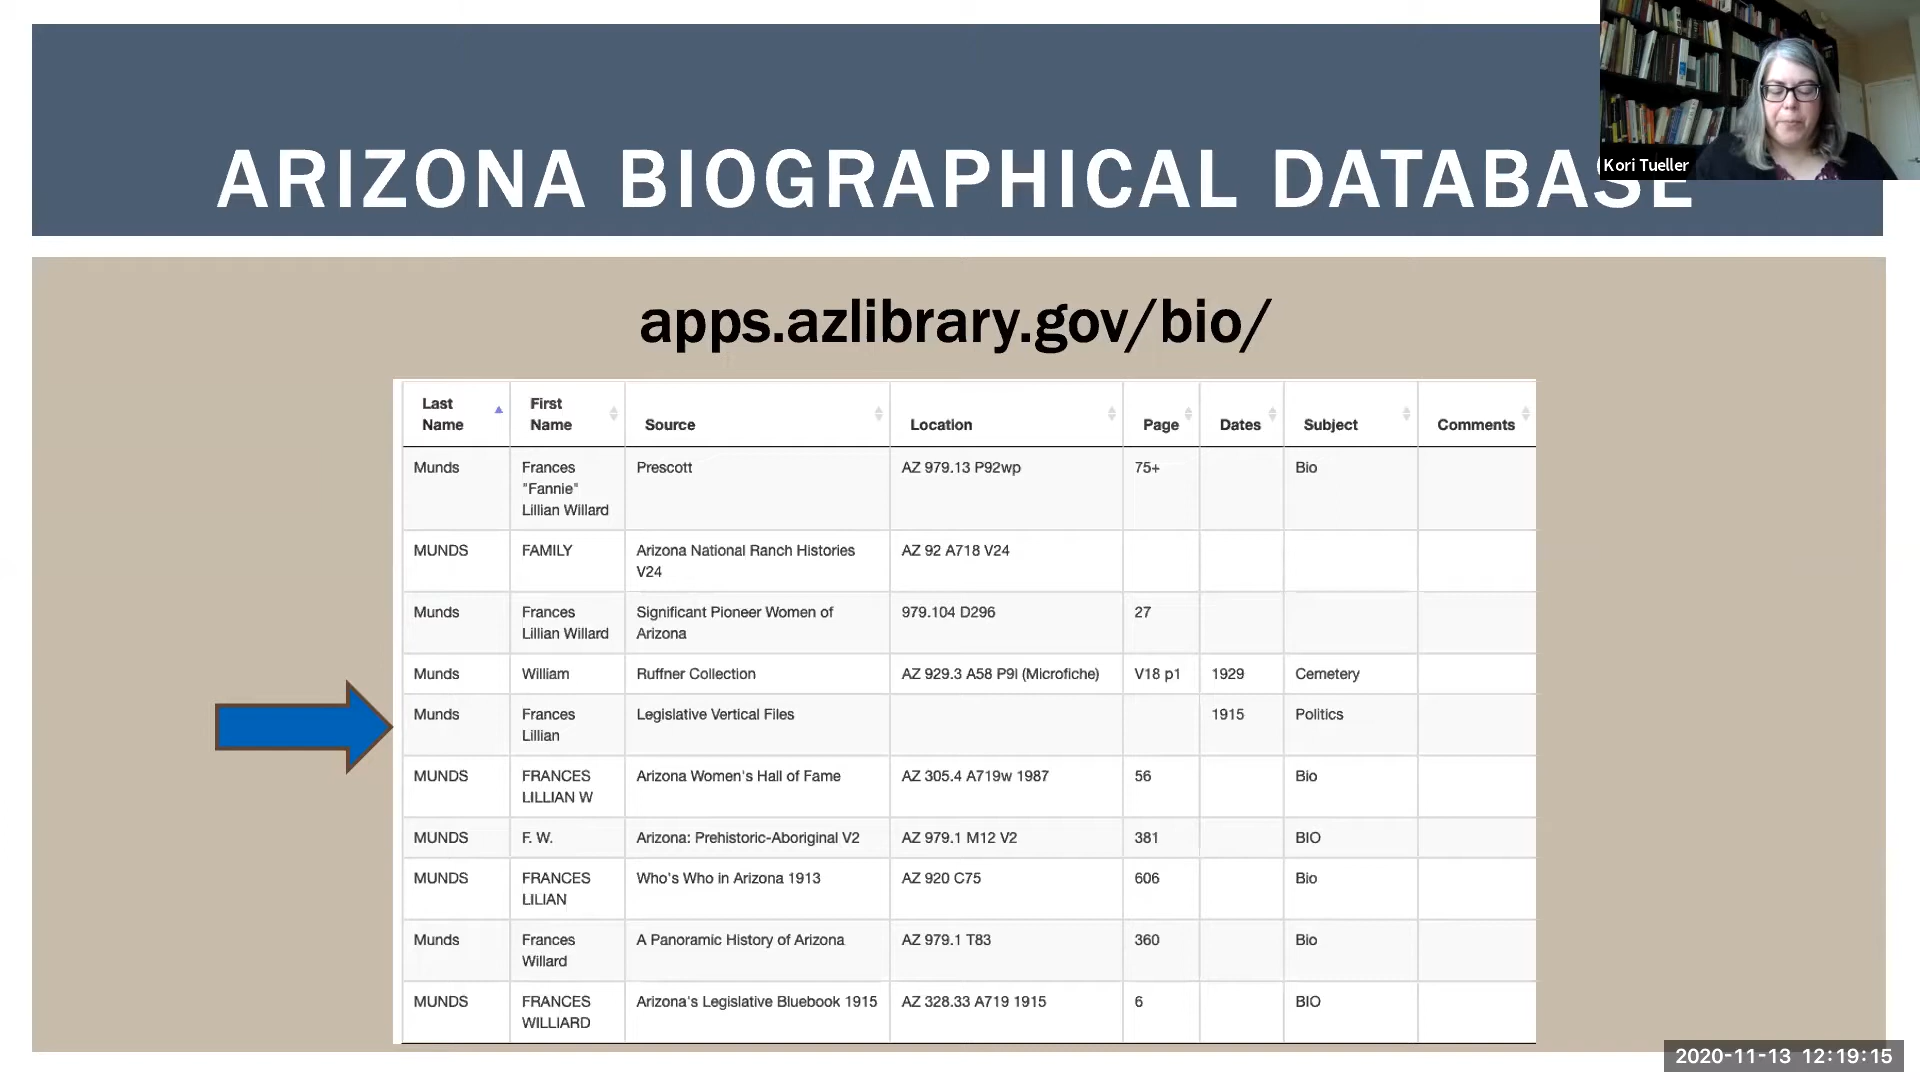 ARIZONA BIOGRAPHICAL DATABASE
Kori Tueller
apps.azlibrary.gov/bio/
Last Name First Name Source Location Page Dates Subject Comments
Munds Frances "Fannie" Lillian Willard Prescott AZ 979.13 P92wp 75+ Bio
MUNDS FAMILY Arizona National Ranch Histories V24 AZ 92 A718 V24
Munds Frances Lillian Willard Significant Pioneer Women of Arizona 979.104 D296 27
Munds William Ruffner Collection AZ 929.3 A58 P9l (Microfiche) V18 p1 1929 Cemetery
Munds Frances Lillian Legislative Vertical Files 1915 Politics
MUNDS FRANCES LILLIAN W Arizona Women's Hall of Fame AZ 305.4 A719w 1987 56 Bio
MUNDS F. W. Arizona: Prehistoric-Aboriginal V2 AZ 979.1 M12 V2 381 BIO
MUNDS FRANCES LILIAN Who's Who in Arizona 1913 AZ 920 C75 606 Bio
Munds Frances Willard A Panoramic History of Arizona AZ 979.1 T83 360 Bio
MUNDS FRANCES WILLIARD Arizona's Legislative Bluebook 1915 AZ 328.33 A719 1915 6 BIO
2020-11-13 12:19:15